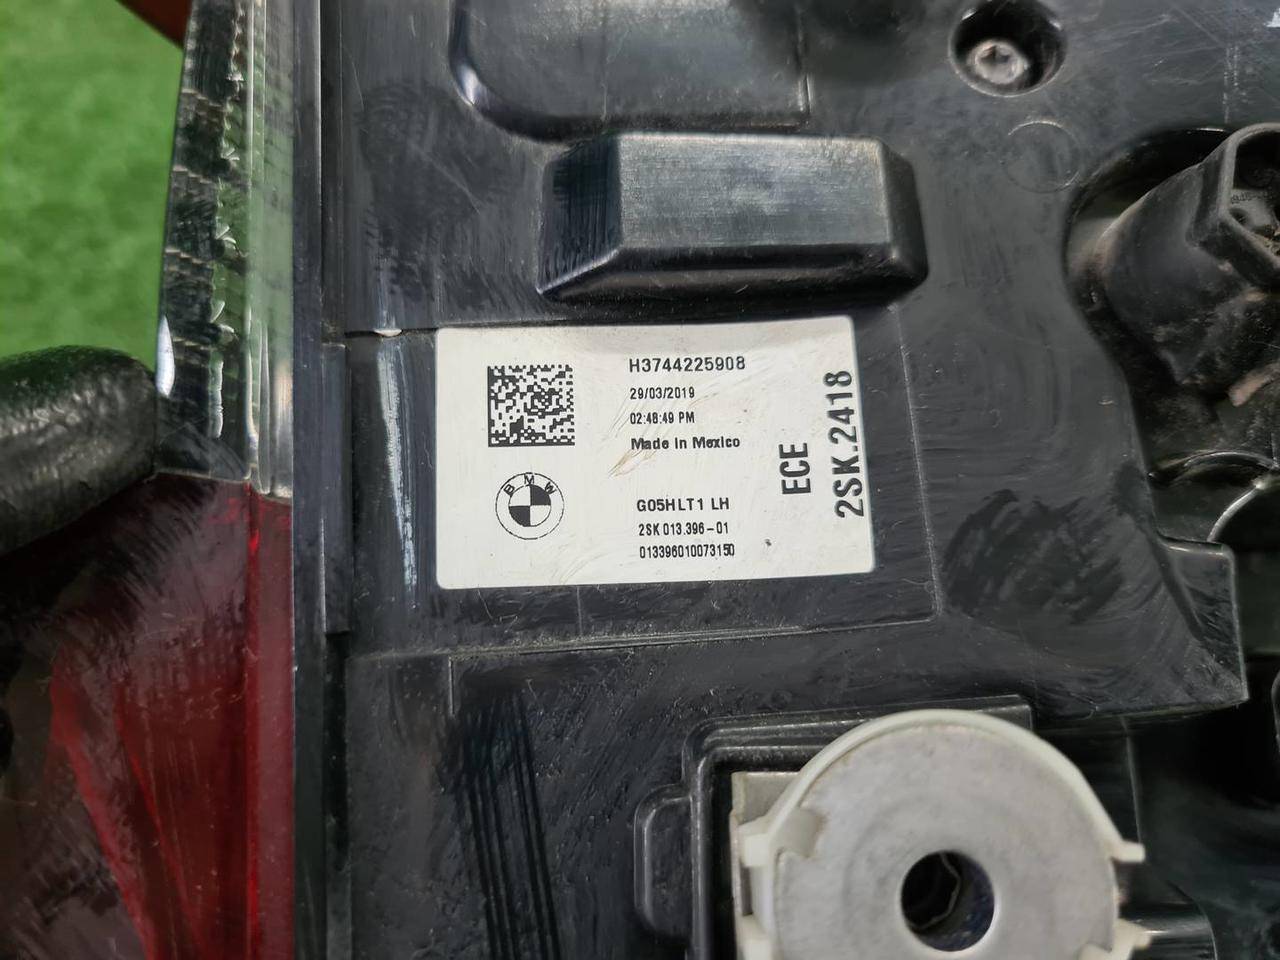 H3744225908
29/03/2019
02:48:49 PM
Made in Mexico
BMW
G05HLT1 LH
2SK 013.396-01
013396010073150
ECE
2SK.2418